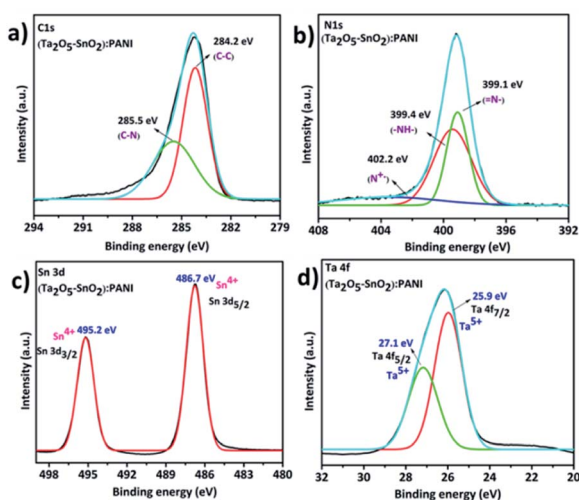 a)
C1s
(Ta₂O₅-SnO₂):PANI
284.2 eV
(C-C)
285.5 eV
(C-N)
Intensity (a.u.)
294 291 288 285 282 279
Binding energy (eV)
b)
N1s
(Ta₂O₅-SnO₂):PANI
399.1 eV
(=N-)
399.4 eV
(-NH-)
402.2 eV
(N⁺·)
Intensity (a.u.)
408 404 400 396 392
Binding energy (eV)
c)
Sn 3d
(Ta₂O₅-SnO₂):PANI
486.7 eV
Sn⁴⁺
Sn 3d₅/₂
Sn⁴⁺ 495.2 eV
Sn 3d₃/₂
Intensity (a.u.)
498 495 492 489 486 483 480
Binding energy (eV)
d)
Ta 4f
(Ta₂O₅-SnO₂):PANI
25.9 eV
Ta 4f₇/₂
Ta⁵⁺
27.1 eV
Ta 4f₅/₂
Ta⁵⁺
Intensity (a.u.)
32 30 28 26 24 22 20
Binding energy (eV)